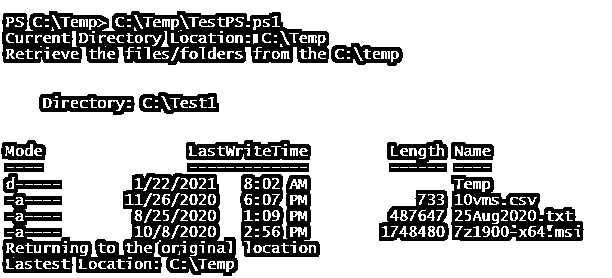 PS C:\Temp> C:\Temp\TestPS.ps1
Current Directory Location: C:\Temp
Retrieve the files/folders from the C:\temp
Directory: C:\Test1
Mode LastWriteTime Length Name
---- ------------- ------ ----
d----- 1/22/2021 8:02 AM Temp
-a---- 11/26/2020 6:07 PM 733 10vms.csv
-a---- 8/25/2020 1:09 PM 487647 25Aug2020.txt
-a---- 10/8/2020 2:56 PM 1748480 7z1900-x64.msi
Returning to the original location
Lastest Location: C:\Temp